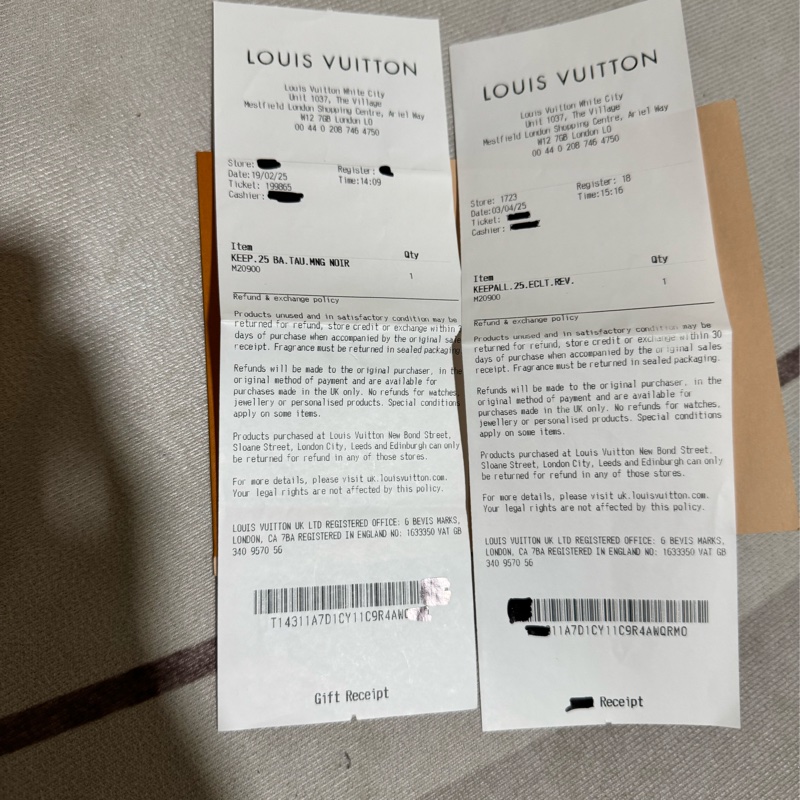 LOUIS VUITTON
Louis Vuitton White City
Unit 1037, The Village
Westfield London Shopping Centre, Ariel Way
W12 7GB London LO
00 44 0 208 746 4750
Store:
Register:
Date:19/02/25
Time:14:09
Ticket: 199865
Cashier:
Item
Qty
KEEP.25 BA.TAU.MNG NOIR
1
M20900
Refund & exchange policy
Products unused and in satisfactory condition may be
returned for refund, store credit or exchange within
days of purchase when accompanied by the original sale
receipt. Fragrance must be returned in sealed packaging
Refunds will be made to the original purchaser, in the
original method of payment and are available for
purchases made in the UK only. No refunds for watches,
jewellery or personalised products. Special conditions
apply on some items.
Products purchased at Louis Vuitton New Bond Street,
Sloane Street, London City, Leeds and Edinburgh can only
be returned for refund in any of those stores.
For more details, please visit uk.louisvuitton.com.
Your legal rights are not affected by this policy.
LOUIS VUITTON UK LTD REGISTERED OFFICE: 6 BEVIS MARKS,
LONDON, CA 7BA REGISTERED IN ENGLAND NO: 1633350 VAT GB
340 9570 56
T14311A7D1CY11C9R4AW
Gift Receipt
LOUIS VUITTON
Louis Vuitton White City
Unit 1037, The Village
Westfield London Shopping Centre, Ariel Way
W12 7GB London LO
00 44 0 208 746 4750
Store: 1723
Register: 18
Date:03/04/25
Time:15:16
Ticket:
Cashier:
Item
Qty
KEEPALL.25.ECLT.REV.
1
M20900
Refund & exchange policy
Products unused and in satisfactory condition may be
returned for refund, store credit or exchange within 30
days of purchase when accompanied by the original sales
receipt. Fragrance must be returned in sealed packaging.
Refunds will be made to the original purchaser, in the
original method of payment and are available for
purchases made in the UK only. No refunds for watches,
jewellery or personalised products. Special conditions
apply on some items.
Products purchased at Louis Vuitton New Bond Street,
Sloane Street, London City, Leeds and Edinburgh can only
be returned for refund in any of those stores.
For more details, please visit uk.louisvuitton.com.
Your legal rights are not affected by this policy.
LOUIS VUITTON UK LTD REGISTERED OFFICE: 6 BEVIS MARKS,
LONDON, CA 7BA REGISTERED IN ENGLAND NO: 1633350 VAT GB
340 9570 56
11A7D1CY11C9R4AWQRMO
Receipt